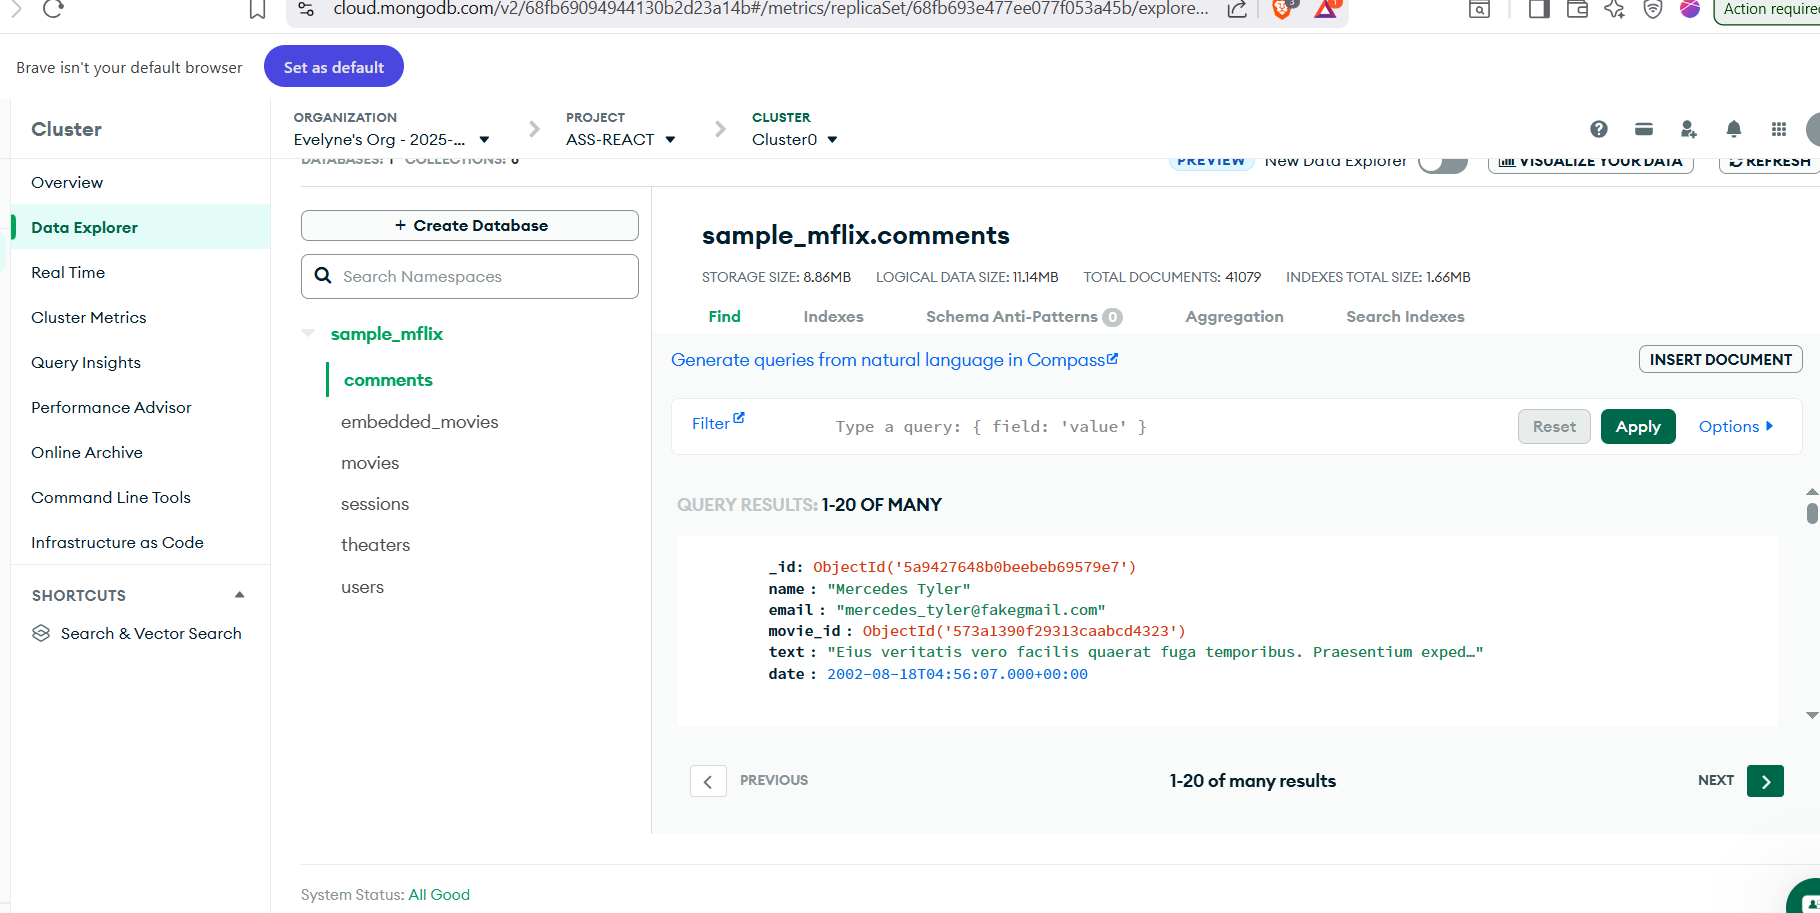 cloud.mongodb.com/v2/68fb69094944130b2d23a14b#/metrics/replicaSet/68fb693e477ee077f053a45b/explore...
3
1
Action required
Brave isn't your default browser
Set as default
Cluster
ORGANIZATION
Evelyne's Org - 2025-...
PROJECT
ASS-REACT
CLUSTER
Cluster0
DATABASES: 1 COLLECTIONS: 6
PREVIEW
New Data Explorer
VISUALIZE YOUR DATA
REFRESH
Overview
Data Explorer
Real Time
Cluster Metrics
Query Insights
Performance Advisor
Online Archive
Command Line Tools
Infrastructure as Code
SHORTCUTS
Search & Vector Search
+ Create Database
Search Namespaces
sample_mflix
comments
embedded_movies
movies
sessions
theaters
users
sample_mflix.comments
STORAGE SIZE: 8.86MB LOGICAL DATA SIZE: 11.14MB TOTAL DOCUMENTS: 41079 INDEXES TOTAL SIZE: 1.66MB
Find Indexes Schema Anti-Patterns 0 Aggregation Search Indexes
Generate queries from natural language in Compass
INSERT DOCUMENT
Filter
Type a query: { field: 'value' }
Reset
Apply
Options
QUERY RESULTS: 1-20 OF MANY
_id: ObjectId('5a9427648b0beebeb69579e7')
name : "Mercedes Tyler"
email : "mercedes_tyler@fakegmail.com"
movie_id : ObjectId('573a1390f29313caabcd4323')
text : "Eius veritatis vero facilis quaerat fuga temporibus. Praesentium exped…"
date : 2002-08-18T04:56:07.000+00:00
PREVIOUS
1-20 of many results
NEXT
System Status: All Good